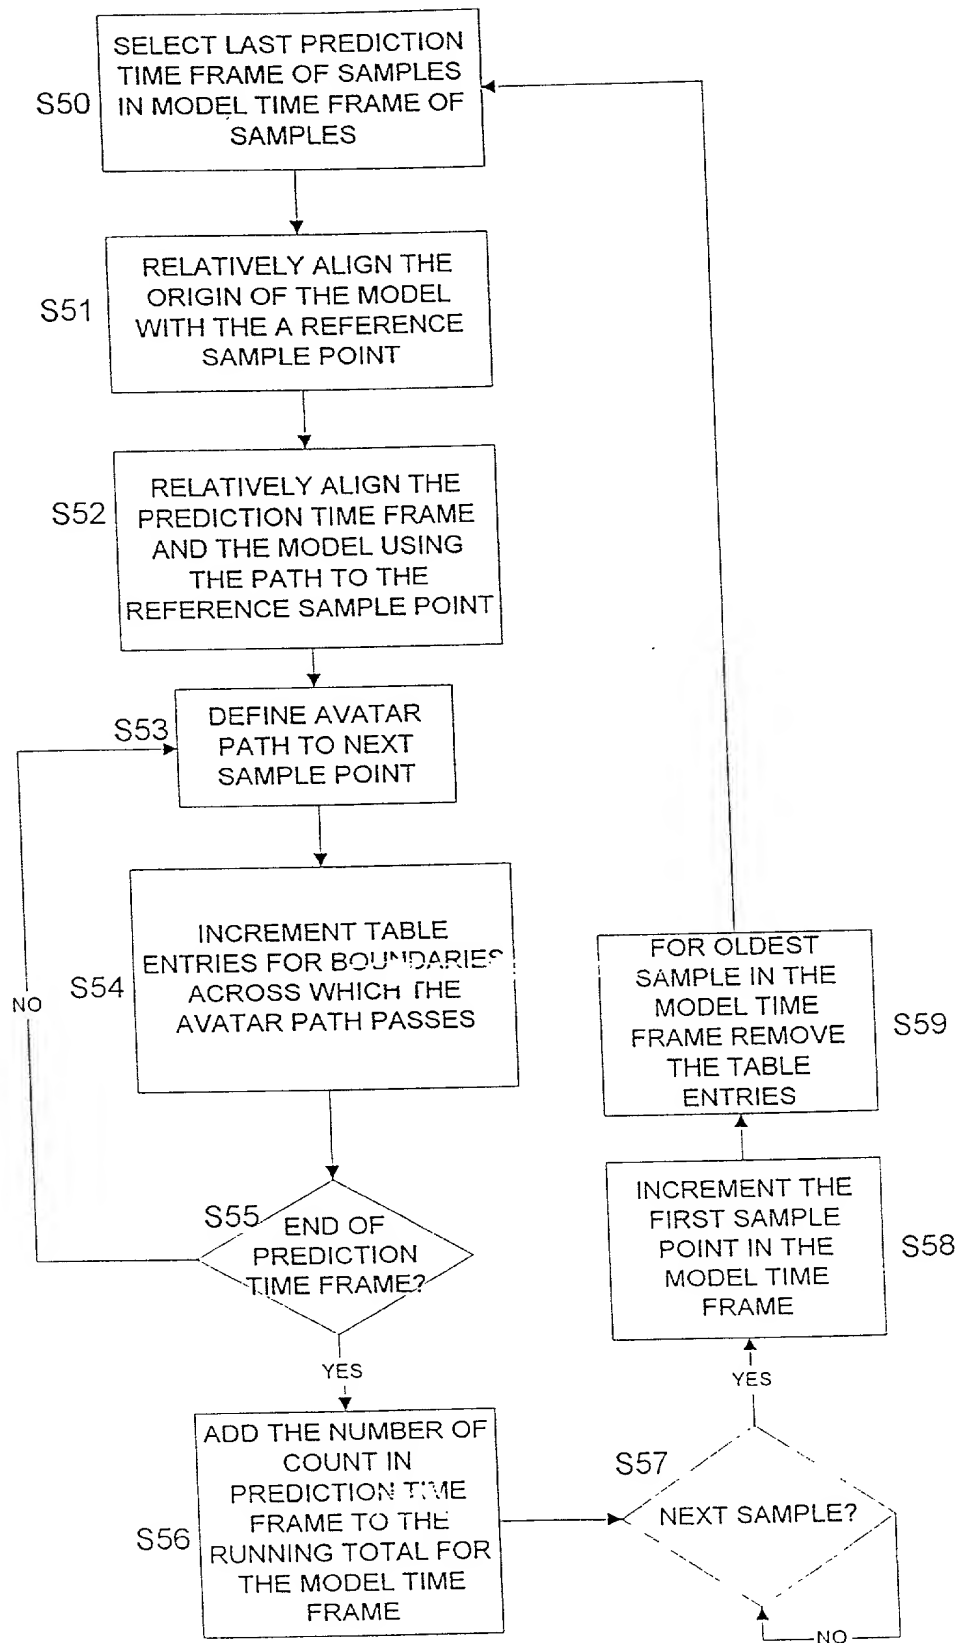 S50
SELECT LAST PREDICTION
TIME FRAME OF SAMPLES
IN MODEL TIME FRAME OF
SAMPLES
S51
RELATIVELY ALIGN THE
ORIGIN OF THE MODEL
WITH THE A REFERENCE
SAMPLE POINT
S52
RELATIVELY ALIGN THE
PREDICTION TIME FRAME
AND THE MODEL USING
THE PATH TO THE
REFERENCE SAMPLE POINT
S53
DEFINE AVATAR
PATH TO NEXT
SAMPLE POINT
S54
INCREMENT TABLE
ENTRIES FOR BOUNDARIES
ACROSS WHICH THE
AVATAR PATH PASSES
NO
S55
END OF
PREDICTION
TIME FRAME?
YES
S56
ADD THE NUMBER OF
COUNT IN
PREDICTION TIME
FRAME TO THE
RUNNING TOTAL FOR
THE MODEL TIME
FRAME
S57
NEXT SAMPLE?
NO
YES
S58
INCREMENT THE
FIRST SAMPLE
POINT IN THE
MODEL TIME
FRAME
S59
FOR OLDEST
SAMPLE IN THE
MODEL TIME
FRAME REMOVE
THE TABLE
ENTRIES